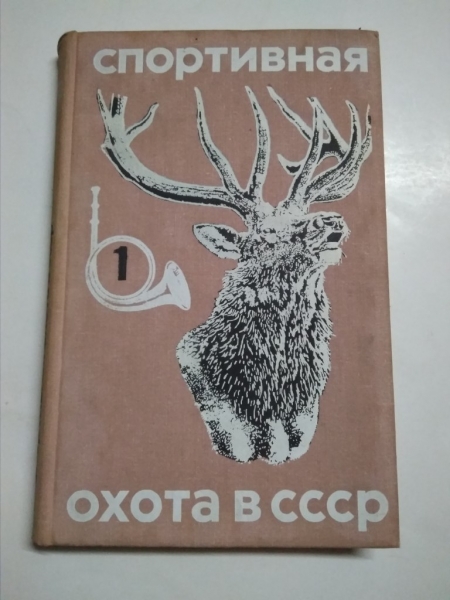 спортивная
1
охота в ссср